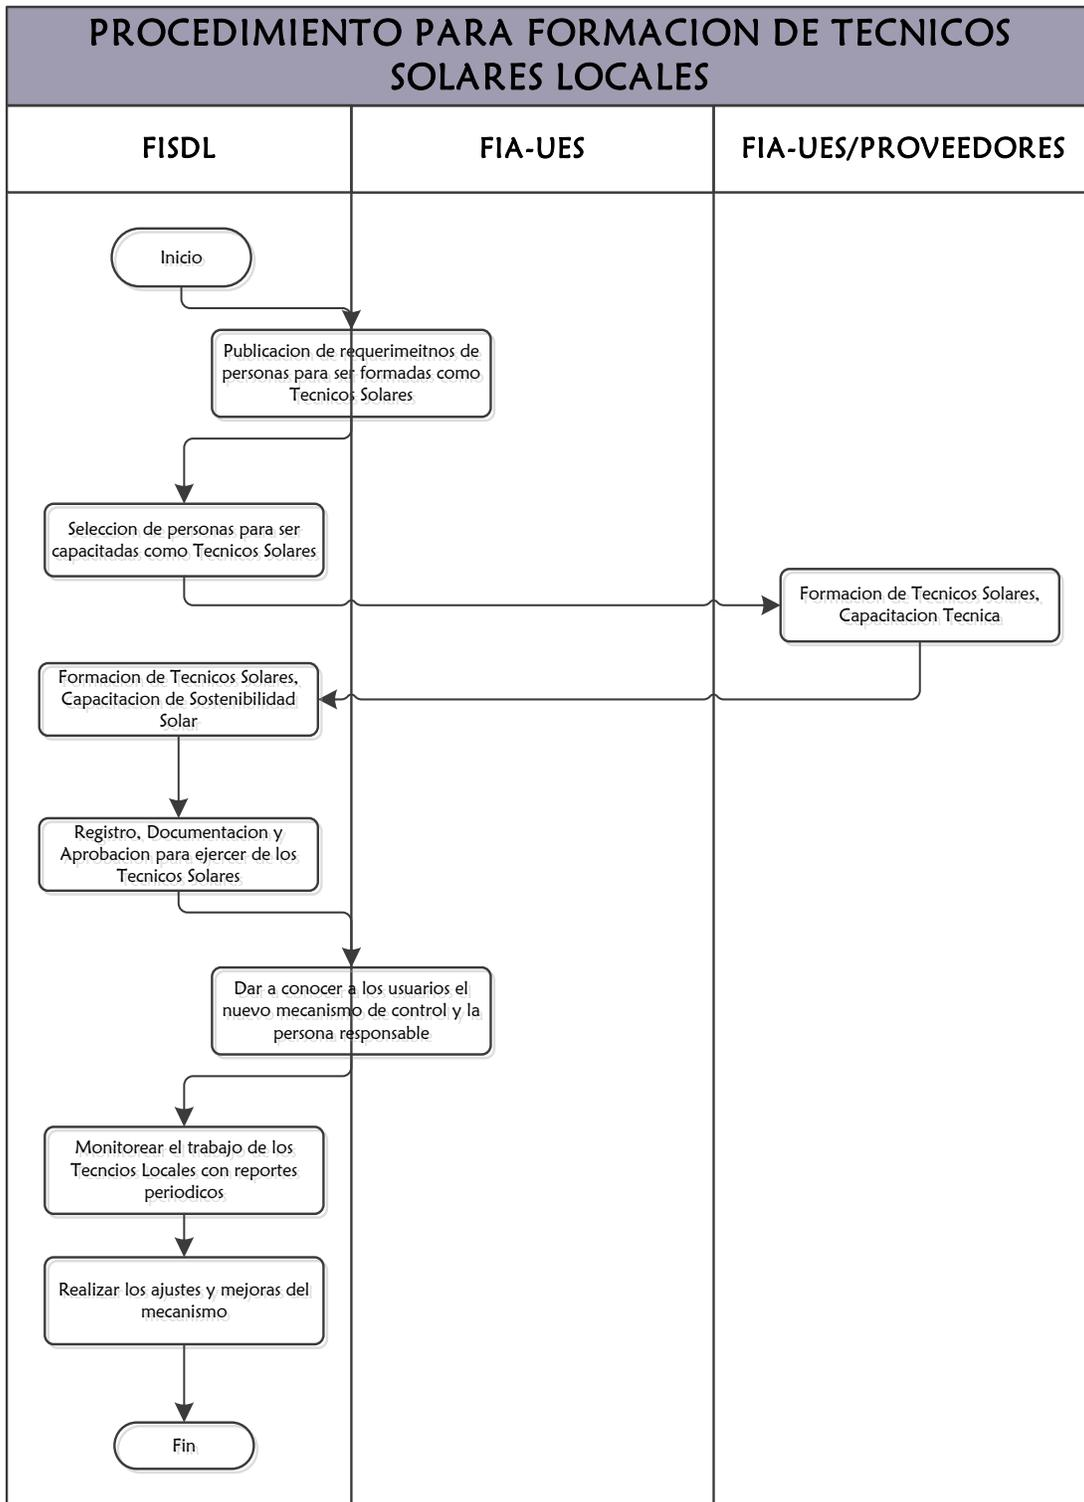 PROCEDIMIENTO PARA FORMACION DE TECNICOS
SOLARES LOCALES
FISDL
FIA-UES
FIA-UES/PROVEEDORES
Inicio
Publicacion de requerimeitnos de
personas para ser formadas como
Tecnicos Solares
Seleccion de personas para ser
capacitadas como Tecnicos Solares
Formacion de Tecnicos Solares,
Capacitacion Tecnica
Formacion de Tecnicos Solares,
Capacitacion de Sostenibilidad
Solar
Registro, Documentacion y
Aprobacion para ejercer de los
Tecnicos Solares
Dar a conocer a los usuarios el
nuevo mecanismo de control y la
persona responsable
Monitorear el trabajo de los
Tecncios Locales con reportes
periodicos
Realizar los ajustes y mejoras del
mecanismo
Fin